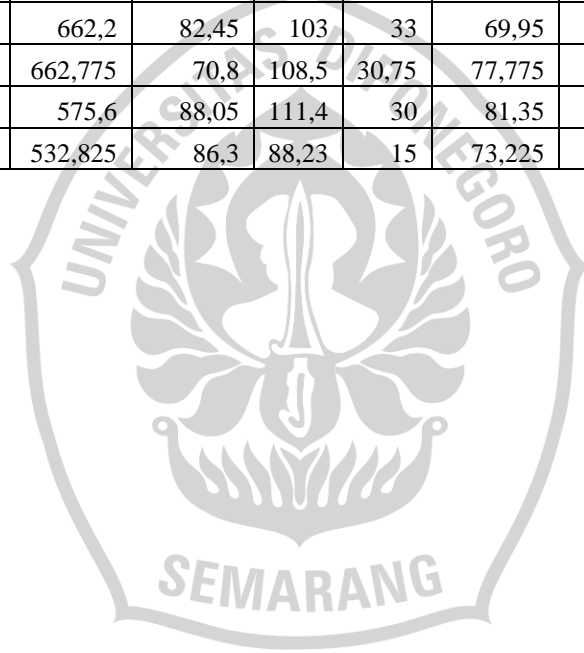 662,2 82,45 103 33 69,95
662,775 70,8 108,5 30,75 77,775
575,6 88,05 111,4 30 81,35
532,825 86,3 88,23 15 73,225
UNIVERSITAS DIPONEGORO
SEMARANG